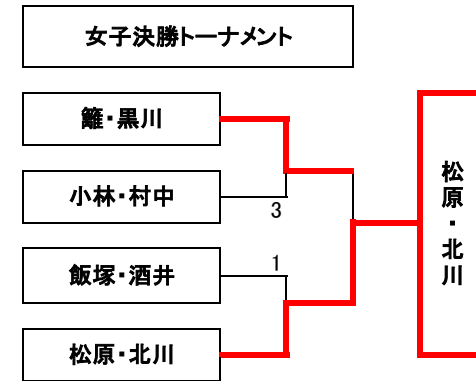 女子決勝トーナメント
籬・黒川
小林・村中
3
1
飯塚・酒井
松原・北川
松原・北川